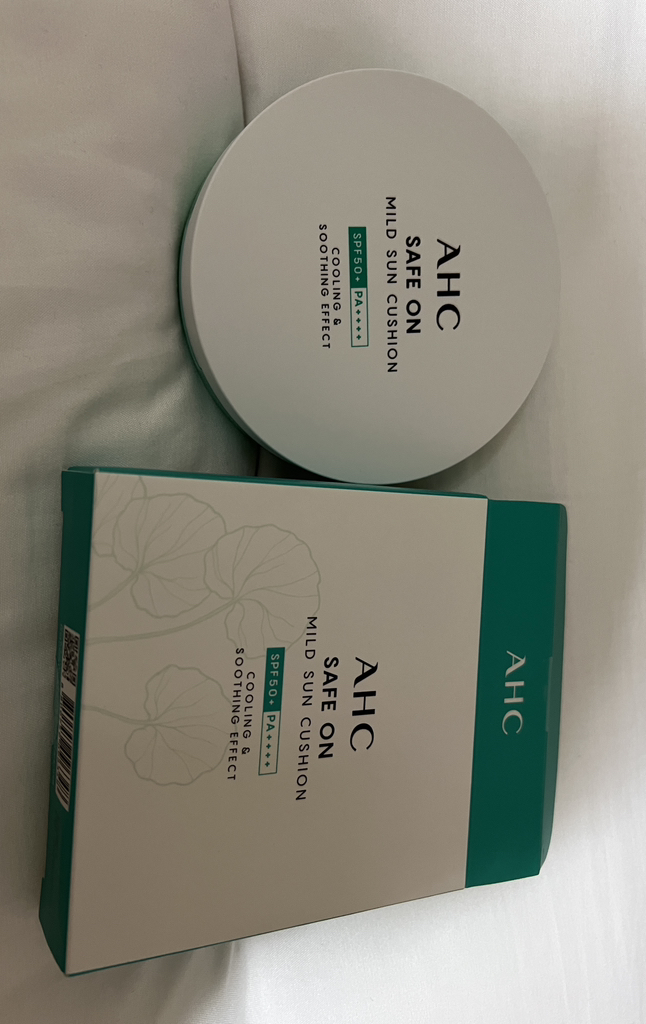 AHC
SAFE ON
MILD SUN CUSHION
SPF50+ PA++++
COOLING &
SOOTHING EFFECT
AHC
AHC
SAFE ON
MILD SUN CUSHION
SPF50+ PA++++
COOLING &
SOOTHING EFFECT